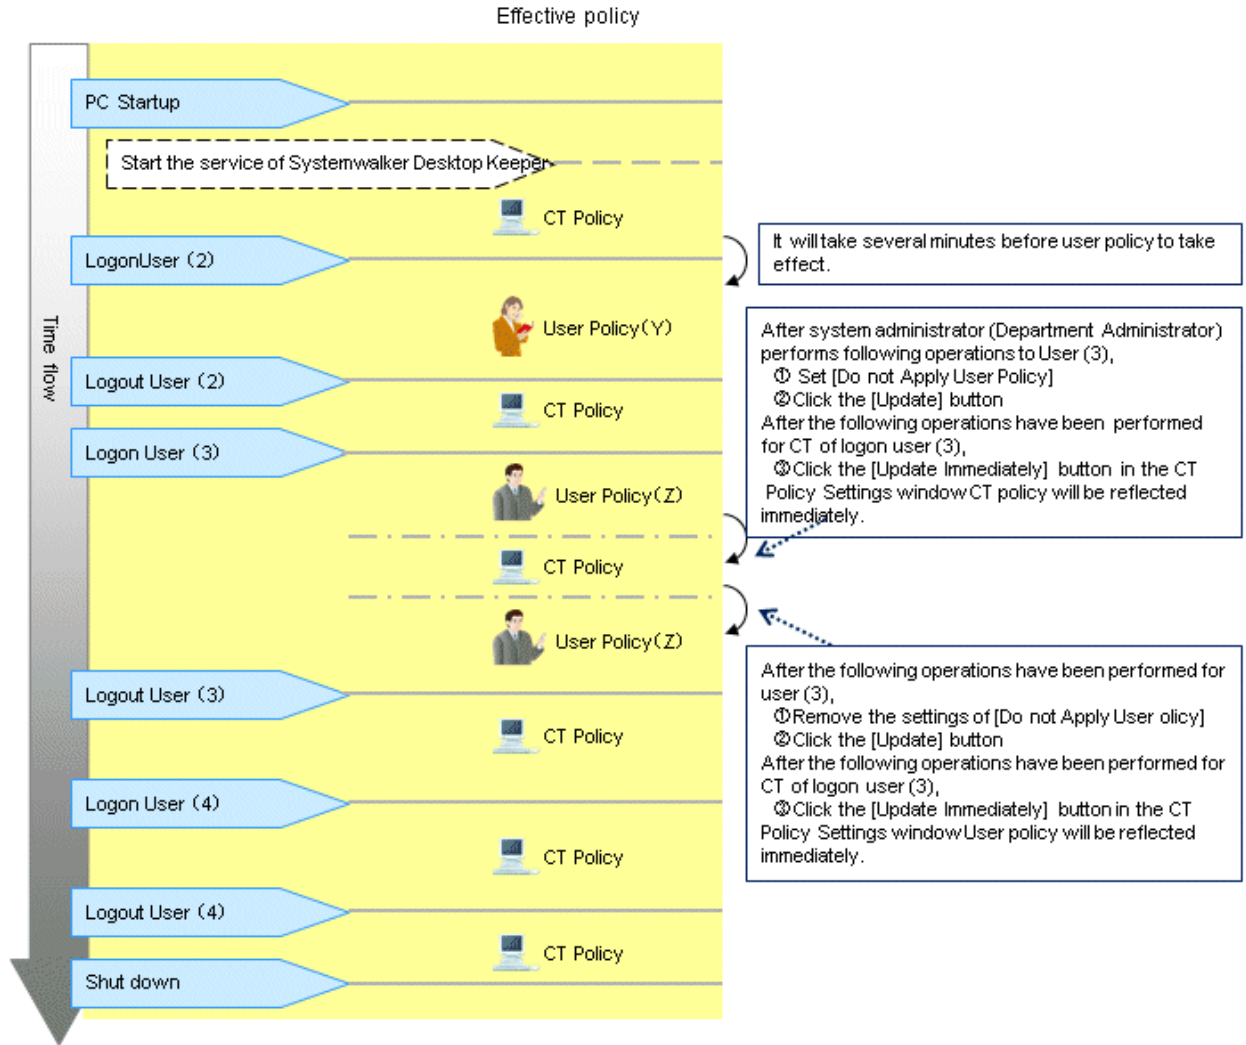 Effective policy
PC Startup
Start the service of Systemwalker Desktop Keeper
CT Policy
LogonUser (2)
It will take several minutes before user policy to take
effect.
Time flow
User Policy(Y)
After system administrator (Department Administrator)
performs following operations to User (3),
① Set [Do not Apply User Policy]
②Click the [Update] button
After the following operations have been performed
for CT of logon user (3),
③Click the [Update Immediately] button in the CT
Policy Settings window CT policy will be reflected
immediately.
Logout User (2)
CT Policy
Logon User (3)
User Policy(Z)
CT Policy
User Policy(Z)
After the following operations have been performed for
user (3),
①Remove the settings of [Do not Apply User olicy]
②Click the [Update] button
After the following operations have been performed for
CT of logon user (3),
③Click the [Update Immediately] button in the CT
Policy Settings window User policy will be reflected
immediately.
Logout User (3)
CT Policy
Logon User (4)
CT Policy
Logout User (4)
CT Policy
Shut down